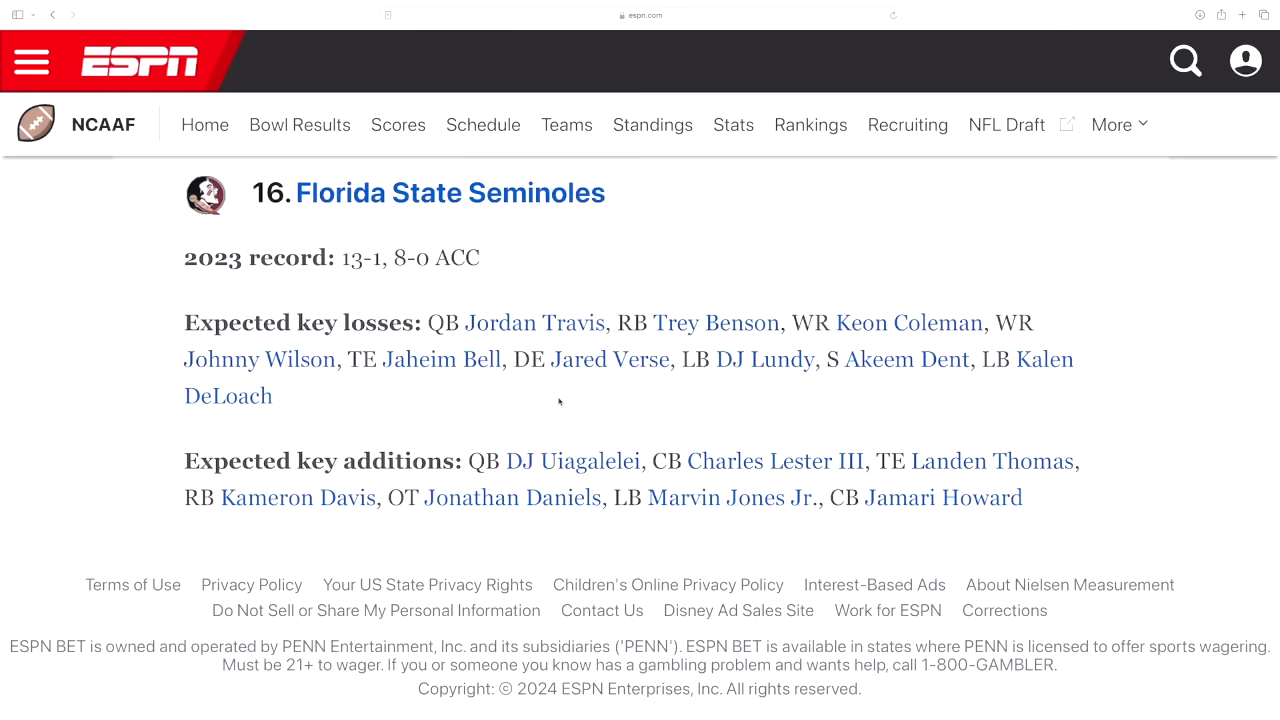 espn.com
ESPN
NCAAF Home Bowl Results Scores Schedule Teams Standings Stats Rankings Recruiting NFL Draft More
16. Florida State Seminoles
2023 record: 13-1, 8-0 ACC
Expected key losses: QB Jordan Travis, RB Trey Benson, WR Keon Coleman, WR
Johnny Wilson, TE Jaheim Bell, DE Jared Verse, LB DJ Lundy, S Akeem Dent, LB Kalen
DeLoach
Expected key additions: QB DJ Uiagalelei, CB Charles Lester III, TE Landen Thomas,
RB Kameron Davis, OT Jonathan Daniels, LB Marvin Jones Jr., CB Jamari Howard
Terms of Use Privacy Policy Your US State Privacy Rights Children's Online Privacy Policy Interest-Based Ads About Nielsen Measurement
Do Not Sell or Share My Personal Information Contact Us Disney Ad Sales Site Work for ESPN Corrections
ESPN BET is owned and operated by PENN Entertainment, Inc. and its subsidiaries ('PENN'). ESPN BET is available in states where PENN is licensed to offer sports wagering.
Must be 21+ to wager. If you or someone you know has a gambling problem and wants help, call 1-800-GAMBLER.
Copyright: © 2024 ESPN Enterprises, Inc. All rights reserved.